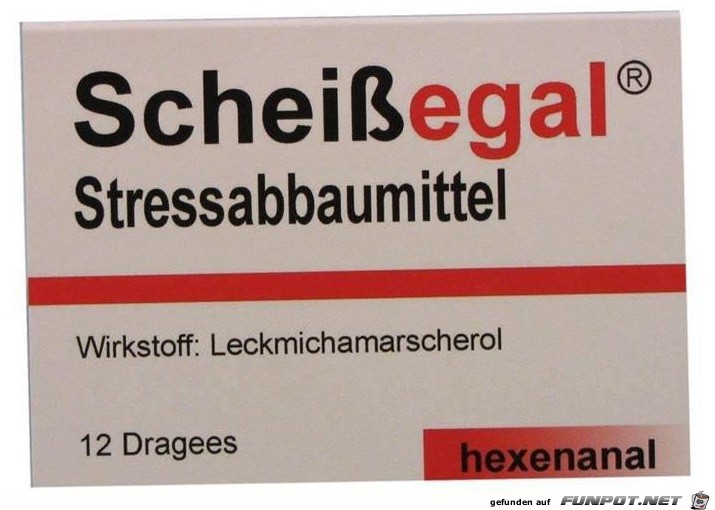 Scheißegal®
Stressabbaumittel
Wirkstoff: Leckmichamarscherol
12 Dragees
hexenanal
gefunden auf FUNPOT.NET